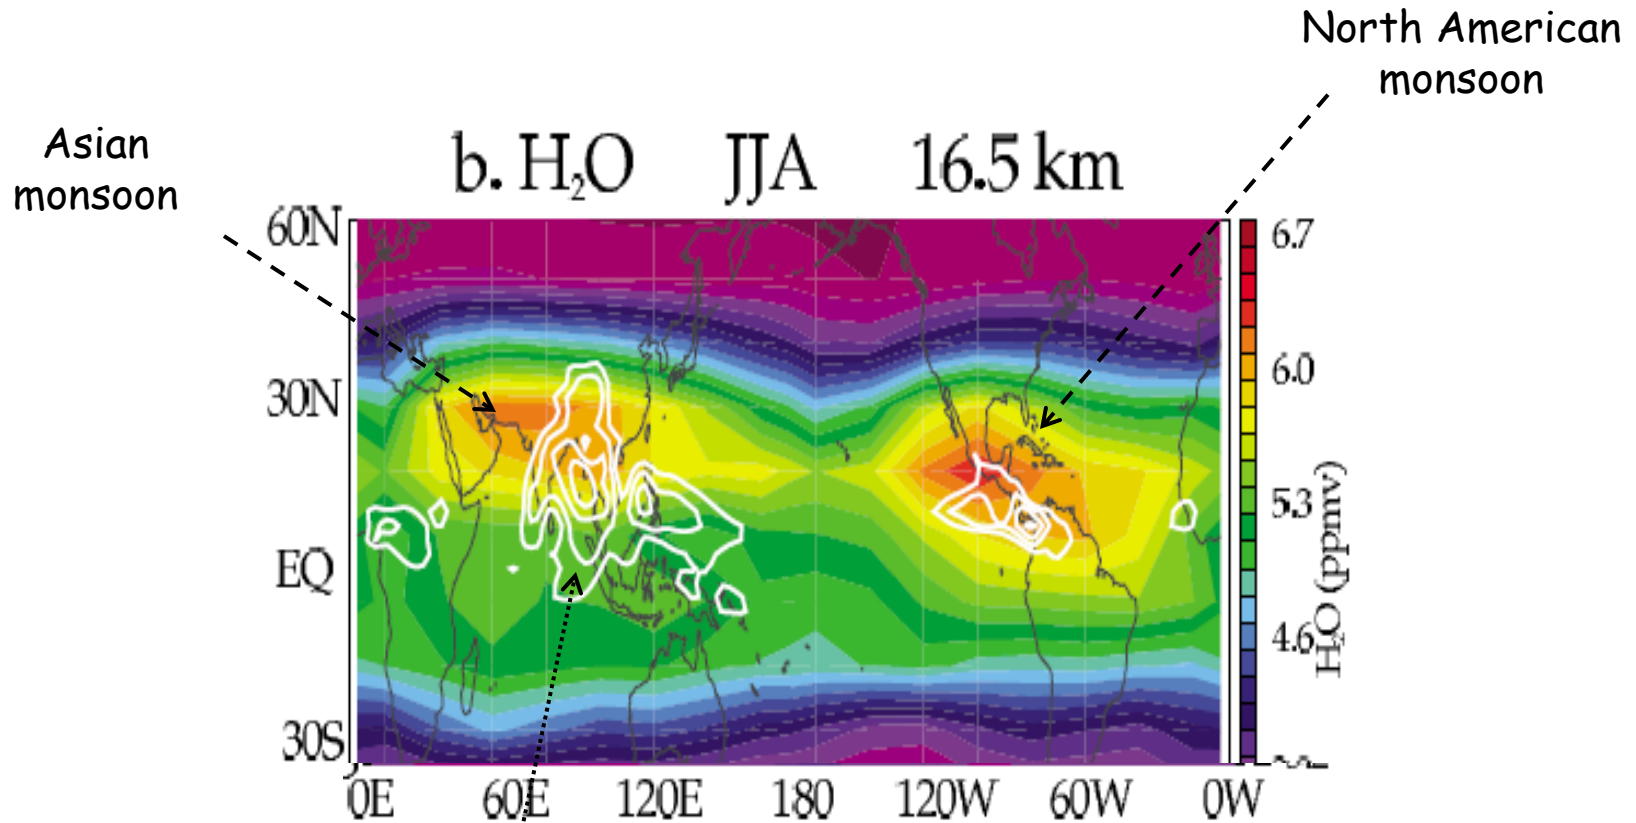 North American
monsoon
Asian
monsoon
b. H₂O JJA 16.5 km
60N
30N
EQ
30S
0E 60E 120E 180 120W 60W 0W
6.7
6.0
5.3
4.6
H₂O (ppmv)